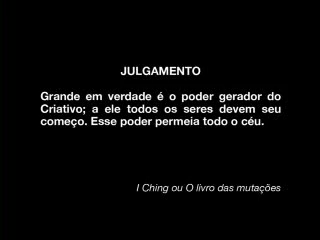 JULGAMENTO
Grande em verdade é o poder gerador do
Criativo; a ele todos os seres devem seu
começo. Esse poder permeia todo o céu.
I Ching ou O livro das mutações